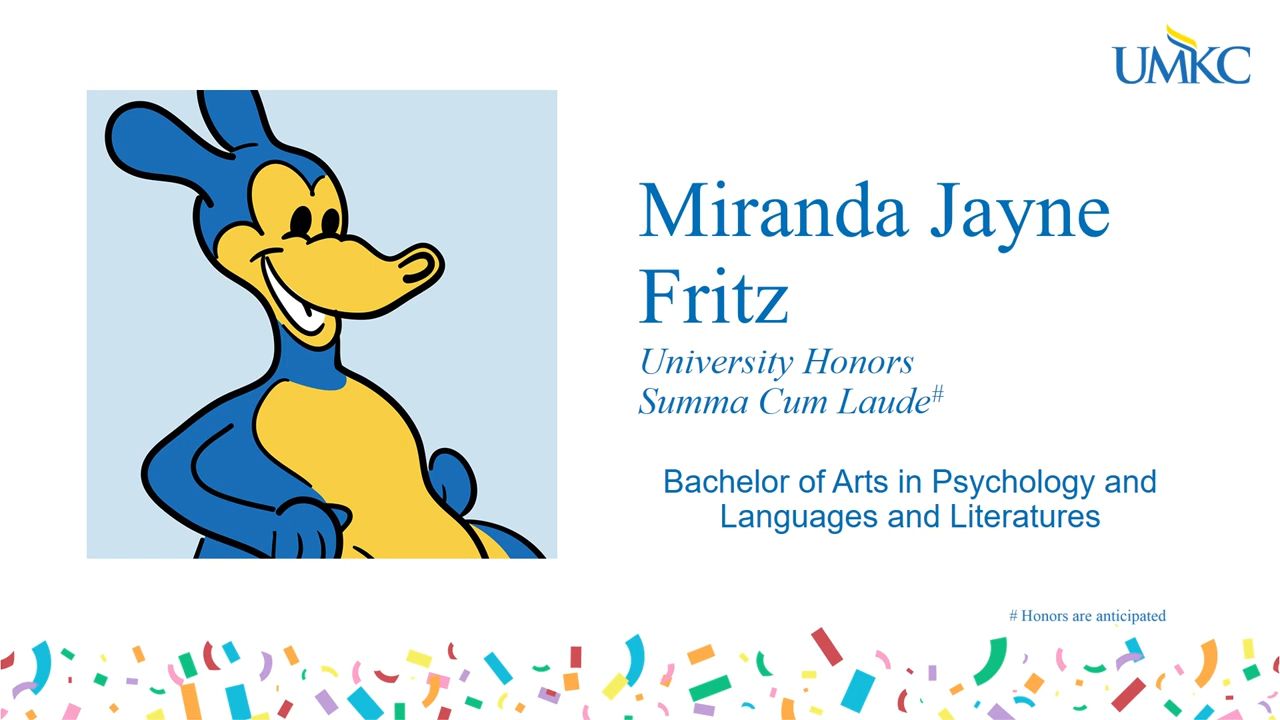 UMKC
Miranda Jayne
Fritz
University Honors
Summa Cum Laude#
Bachelor of Arts in Psychology and
Languages and Literatures
# Honors are anticipated